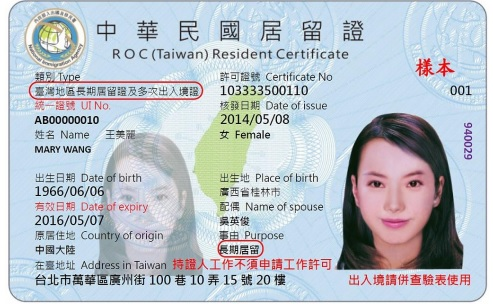 中華民國居留證
ROC (Taiwan) Resident Certificate
類別 Type
臺灣地區長期居留證及多次出入境證
許可證號 Certificate No
103333500110
樣本
001
統一證號 UI No.
AB00000010
核發日期 Date of issue
2014/05/08
姓名 Name 王美麗
MARY WANG
女 Female
940029
出生日期 Date of birth
1966/06/06
出生地 Place of birth
廣西省桂林市
有效日期 Date of expiry
2016/05/07
配偶 Name of spouse
吳英俊
原居住地 Country of origin
中國大陸
事由 Purpose
長期居留
在臺地址 Address in Taiwan 持證人工作不須申請工作許可
台北市萬華區廣州街 100 巷 10 弄 15 號 20 樓
出入境請併查驗表使用